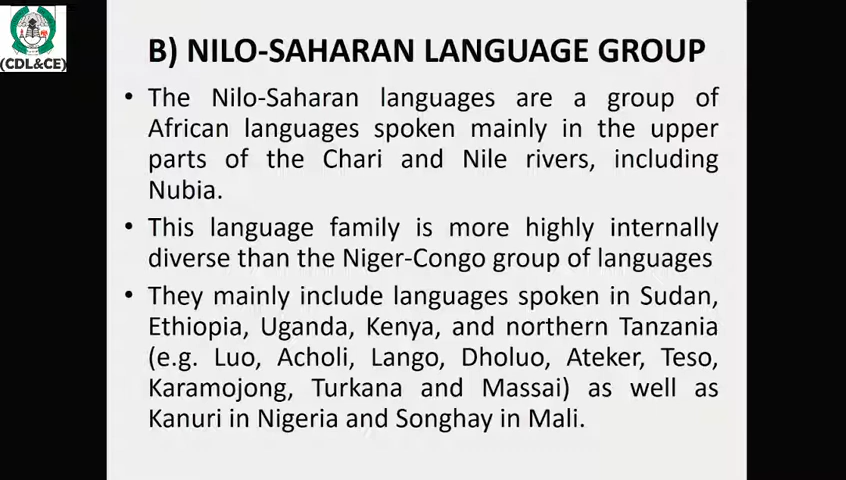 (CDL&CE)
B) NILO-SAHARAN LANGUAGE GROUP
• The Nilo-Saharan languages are a group of
African languages spoken mainly in the upper
parts of the Chari and Nile rivers, including
Nubia.
• This language family is more highly internally
diverse than the Niger-Congo group of languages
• They mainly include languages spoken in Sudan,
Ethiopia, Uganda, Kenya, and northern Tanzania
(e.g. Luo, Acholi, Lango, Dholuo, Ateker, Teso,
Karamojong, Turkana and Massai) as well as
Kanuri in Nigeria and Songhay in Mali.